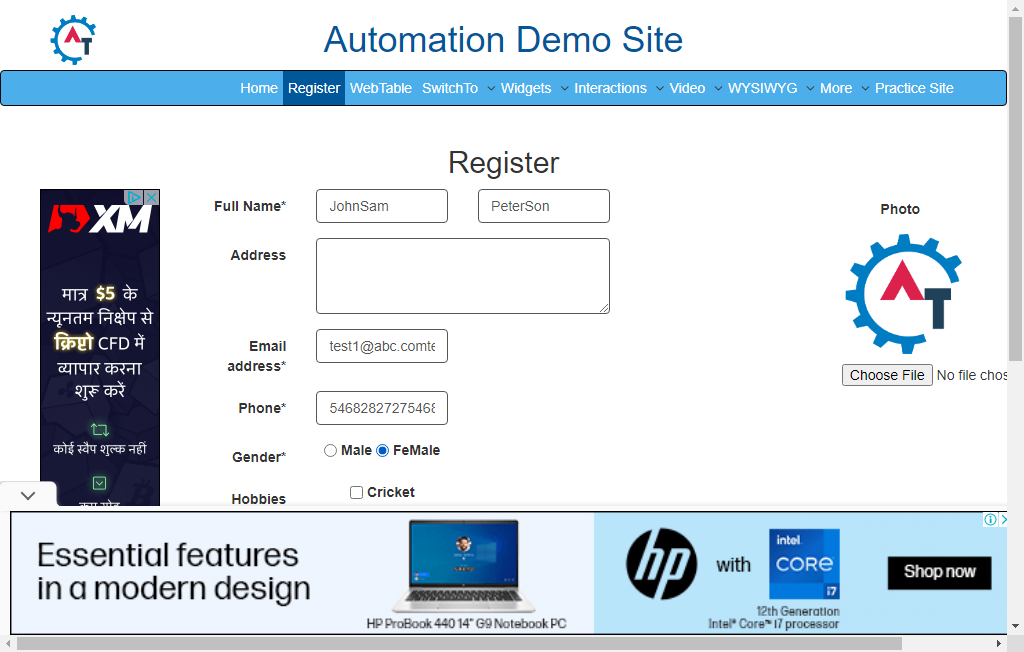 AT
Automation Demo Site
Home Register WebTable SwitchTo Widgets Interactions Video WYSIWYG More Practice Site
Register
XM
मात्र $5 के
न्यूनतम निक्षेप से
क्रिप्टो CFD में
व्यापार करना
शुरू करें
कोई स्वैप शुल्क नहीं
Full Name* JohnSam PeterSon
Address
Email
address* test1@abc.comte
Phone* 54682827275468
Gender* Male FeMale
Hobbies Cricket
Photo
AT
Choose File No file chos
Essential features
in a modern design
HP ProBook 440 14" G9 Notebook PC
hp with intel
CORE
i7
12th Generation
Intel® Core™ i7 processor
Shop now